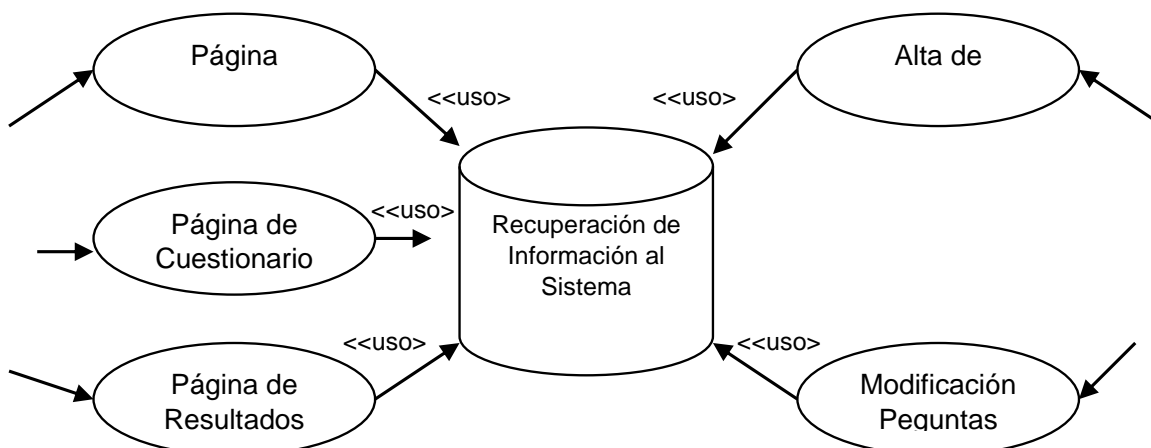 Página
Alta de
<<uso>
<<uso>
Página de
Cuestionario
<<uso>
Recuperación de
Información al
Sistema
<<uso>
<<uso>
Página de
Resultados
Modificación
Peguntas